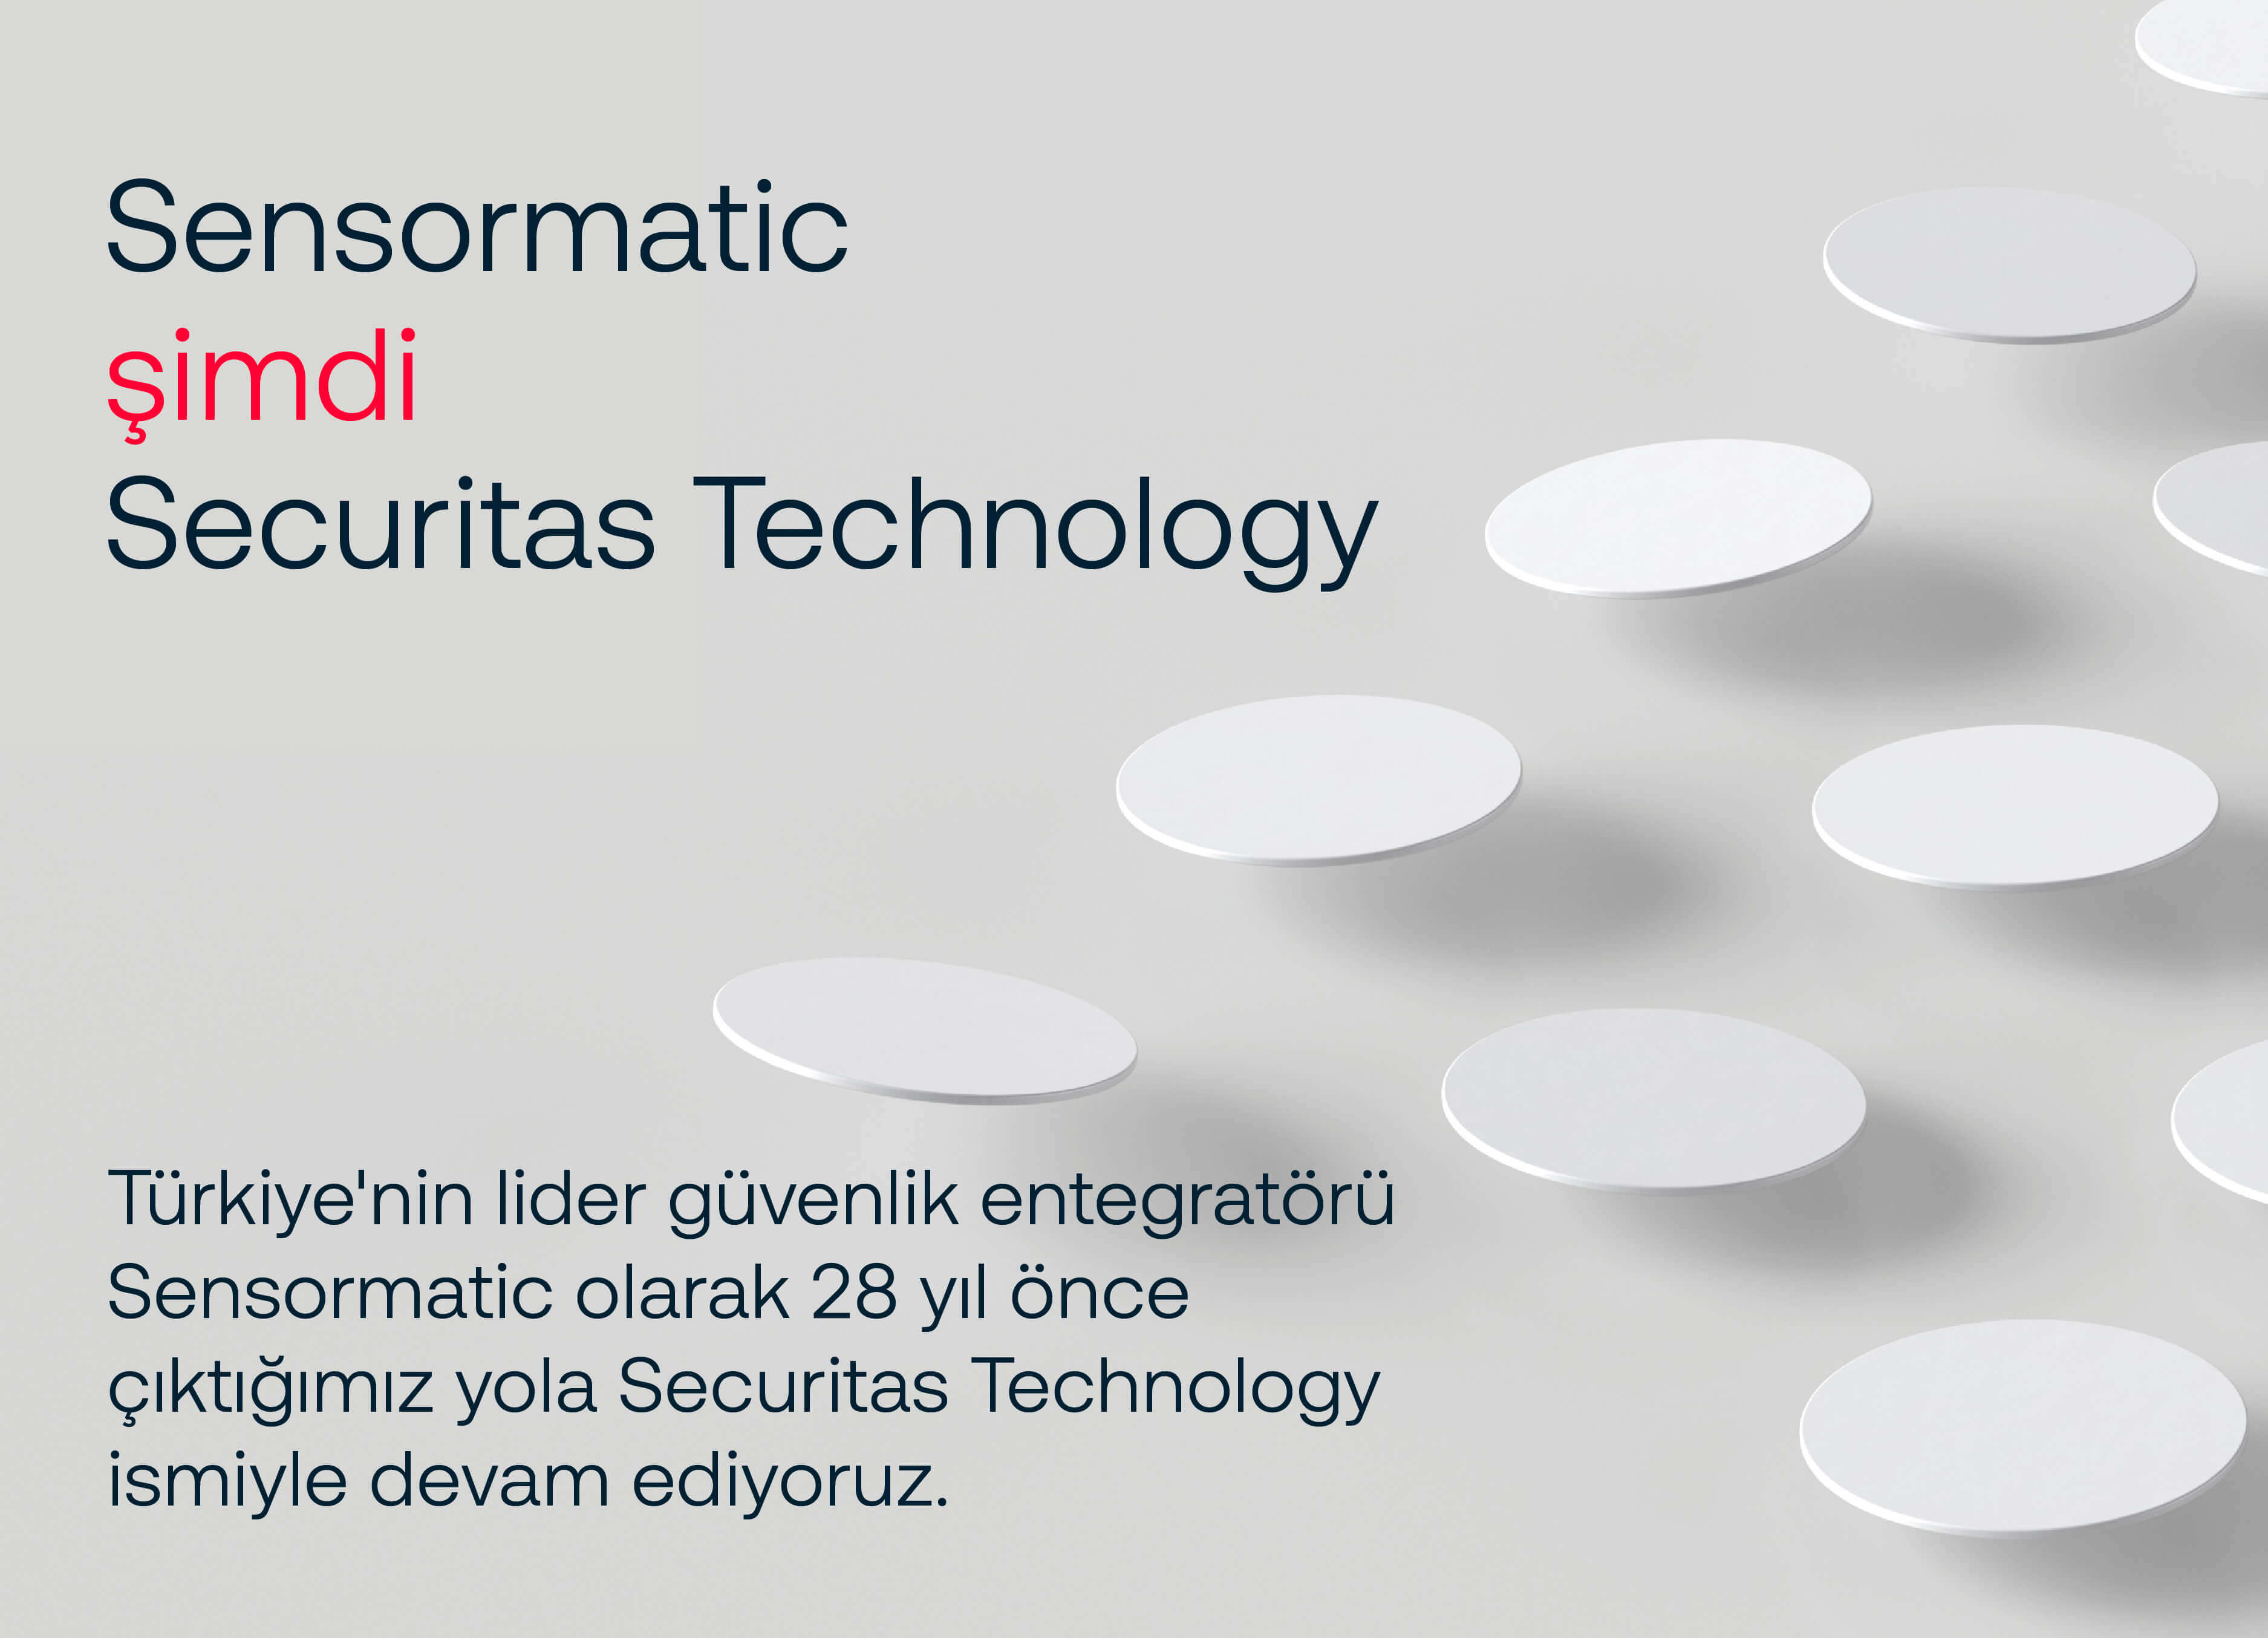 Sensormatic
şimdi
Securitas Technology
Türkiye'nin lider güvenlik entegratörü
Sensormatic olarak 28 yıl önce
çıktığımız yola Securitas Technology
ismiyle devam ediyoruz.